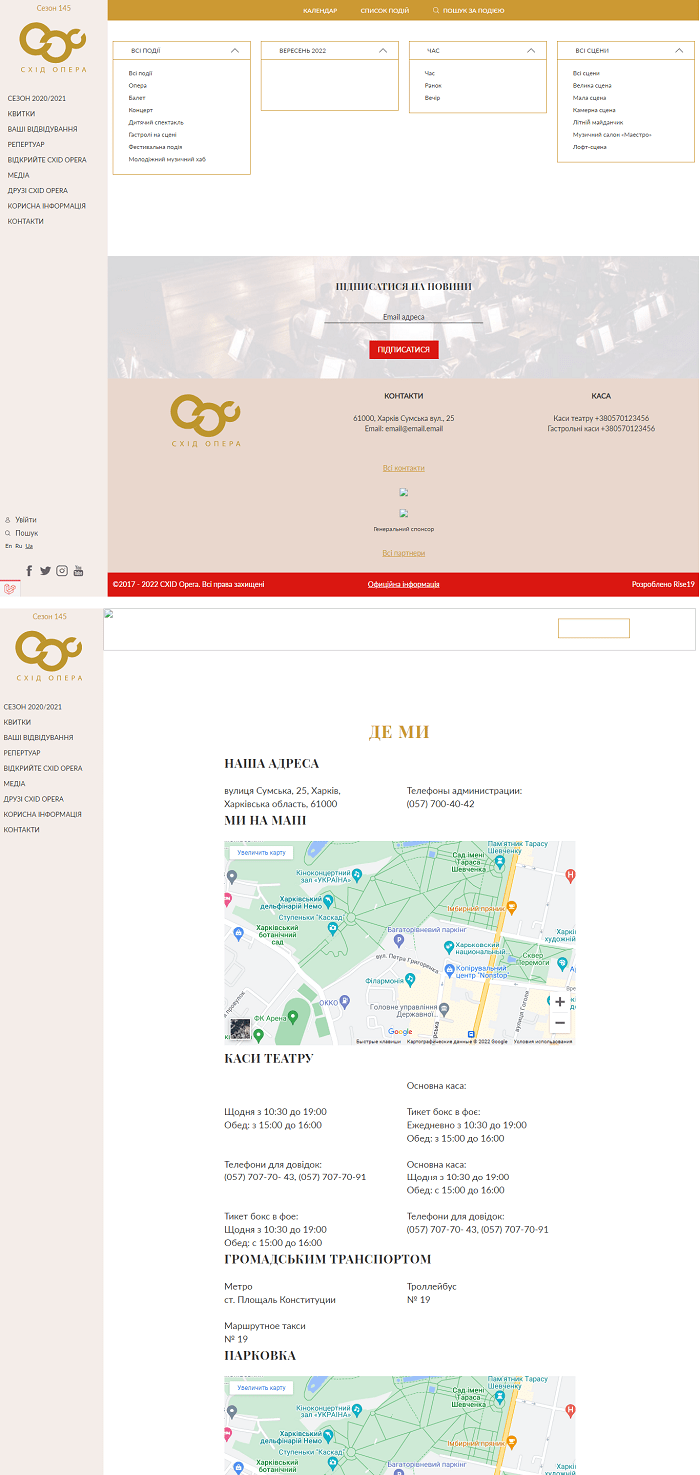 Сезон 145
СХІД ОПЕРА
СЕЗОН 2020/2021
КВИТКИ
ВАШІ ВІДВІДУВАННЯ
РЕПЕРТУАР
ВІДКРИЙТЕ СХІД OPERA
МЕДІА
ДРУЗІ СХІД OPERA
КОРИСНА ІНФОРМАЦІЯ
КОНТАКТИ
Увійти
Пошук
En Ru Ua
КАЛЕНДАР СПИСОК ПОДІЙ ПОШУК ЗА ПОДІЄЮ
ВСІ ПОДІЇ
Всі події
Опера
Балет
Концерт
Дитячий спектакль
Гастролі на сцені
Фестивальна подія
Молодіжний музичний хаб
ВЕРЕСЕНЬ 2022
ЧАС
Час
Ранок
Вечір
ВСІ СЦЕНИ
Всі сцени
Велика сцена
Мала сцена
Камерна сцена
Літній майданчик
Музичний салон «Маестро»
Лофт-сцена
ПІДПИСАТИСЯ НА НОВИНИ
Email адреса
ПІДПИСАТИСЯ
СХІД ОПЕРА
КОНТАКТИ
61000, Харків Сумська вул., 25
Email: email@email.email
Всі контакти
Генеральний спонсор
Всі партнери
КАСА
Каси театру +380570123456
Гастрольні каси +380570123456
©2017 - 2022 СХІD Opera. Всі права захищені Офиційна інформація Розроблено Rise19
Сезон 145
СХІД ОПЕРА
СЕЗОН 2020/2021
КВИТКИ
ВАШІ ВІДВІДУВАННЯ
РЕПЕРТУАР
ВІДКРИЙТЕ СХІД OPERA
МЕДІА
ДРУЗІ СХІД OPERA
КОРИСНА ІНФОРМАЦІЯ
КОНТАКТИ
ДЕ МИ
НАША АДРЕСА
вулиця Сумська, 25, Харків,
Харківська область, 61000
Телефоны администрации:
(057) 700-40-42
МИ НА МАПІ
Увеличить карту
Пам'ятник Тарасу
Шевченку
Сад імені
Тараса
Шевченка
Кіноконцертний
зал «УКРАЇНА»
Харківський
дельфінарій Немо
Ступеньки "Каскад"
Імбирний пряник
Харківський
ботанічний
сад
Багаторівневий паркінг
Харьковский
национальный
вул. Петра Григоренка
Сквер
Перемоги
Філармонія
Копірувальний
центр "Nonstop"
ОККО
Головне управління
Державної...
ФК Арена
вулиця Гоголя
Google
Быстрые клавиши Картографические данные © 2022 Google Условия использования
КАСИ ТЕАТРУ
Основна каса:
Щодня з 10:30 до 19:00
Обед: з 15:00 до 16:00
Тикет бокс в фоє:
Ежедневно з 10:30 до 19:00
Обед: з 15:00 до 16:00
Телефони для довідок:
(057) 707-70- 43, (057) 707-70-91
Основна каса:
Щодня з 10:30 до 19:00
Обед: с 15:00 до 16:00
Тикет бокс в фое:
Щодня з 10:30 до 19:00
Обед: с 15:00 до 16:00
Телефони для довідок:
(057) 707-70- 43, (057) 707-70-91
ГРОМАДСЬКИМ ТРАНСПОРТОМ
Метро
ст. Площаль Конституции
Троллейбус
№ 19
Маршрутное такси
№ 19
ПАРКОВКА
Увеличить карту
Пам'ятник Тарасу
Шевченку
Сад імені
Тараса
Шевченка
Кіноконцертний
зал «УКРАЇНА»
Харківський
дельфінарій Немо
Ступеньки "Каскад"
Імбирний пряник
Харківський
ботанічний
Багаторівневий паркінг
Харьковский